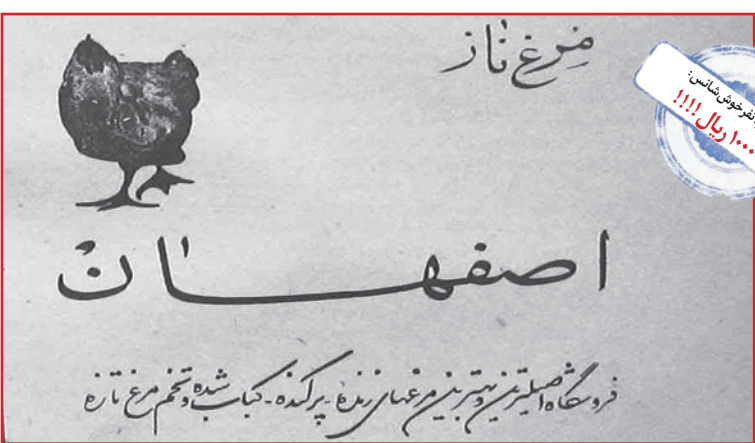 مرغ ناز
نفر خوش شانس:
۱۰۰۰ ریال !!!!
اصفهان
فروشگاه اصیلترین و بهترین مرغهای زنده - پرکنده - کباب شده و تخم مرغ تازه